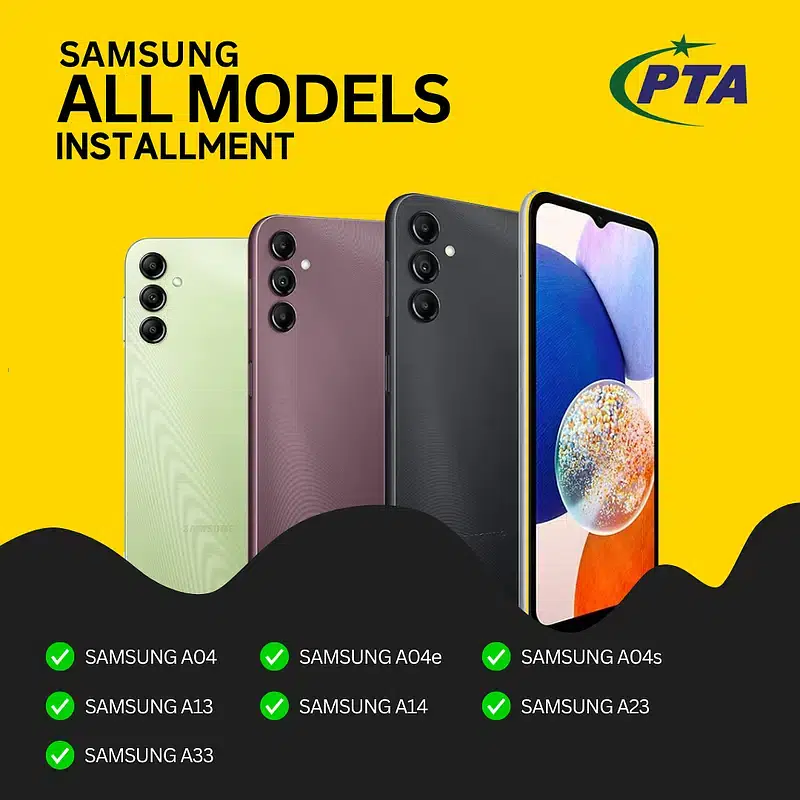 SAMSUNG
ALL MODELS
INSTALLMENT
PTA
SAMSUNG
SAMSUNG A04
SAMSUNG A04e
SAMSUNG A04s
SAMSUNG A13
SAMSUNG A14
SAMSUNG A23
SAMSUNG A33